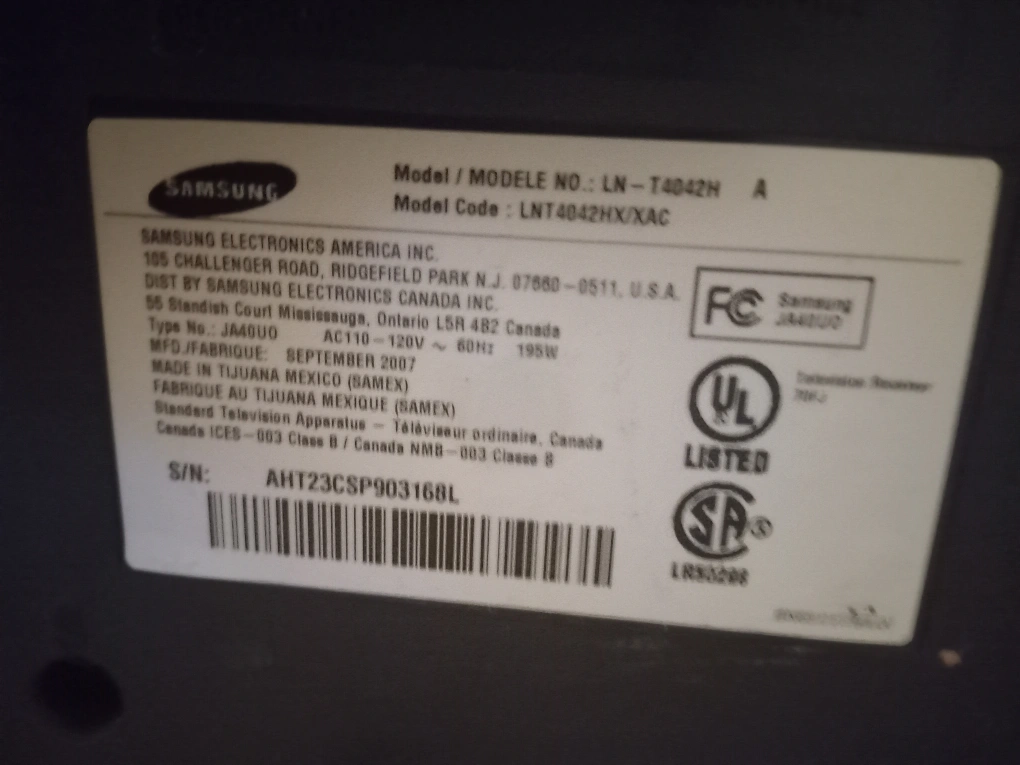 SAMSUNG
Model / MODELE NO.: LN-T4042H A
Model Code : LNT4042HX/XAC
SAMSUNG ELECTRONICS AMERICA INC.
105 CHALLENGER ROAD, RIDGEFIELD PARK N.J. 07660-0511, U.S.A.
DIST BY SAMSUNG ELECTRONICS CANADA INC.
55 Standish Court Mississauga, Ontario L5R 4B2 Canada
Type No.: JA40UO AC110-120V ~ 60Hz 195W
MFD./FABRIQUE: SEPTEMBER 2007
MADE IN TIJUANA MEXICO (SAMEX)
FABRIQUE AU TIJUANA MEXIQUE (SAMEX)
Standard Television Apparatus - Téléviseur ordinaire, Canada
Canada ICES-003 Class B / Canada NMB-003 Classe B
S/N: AHT23CSP903168L
FC Samsung
JA40UO
UL
LISTED
Television Receiver
SA